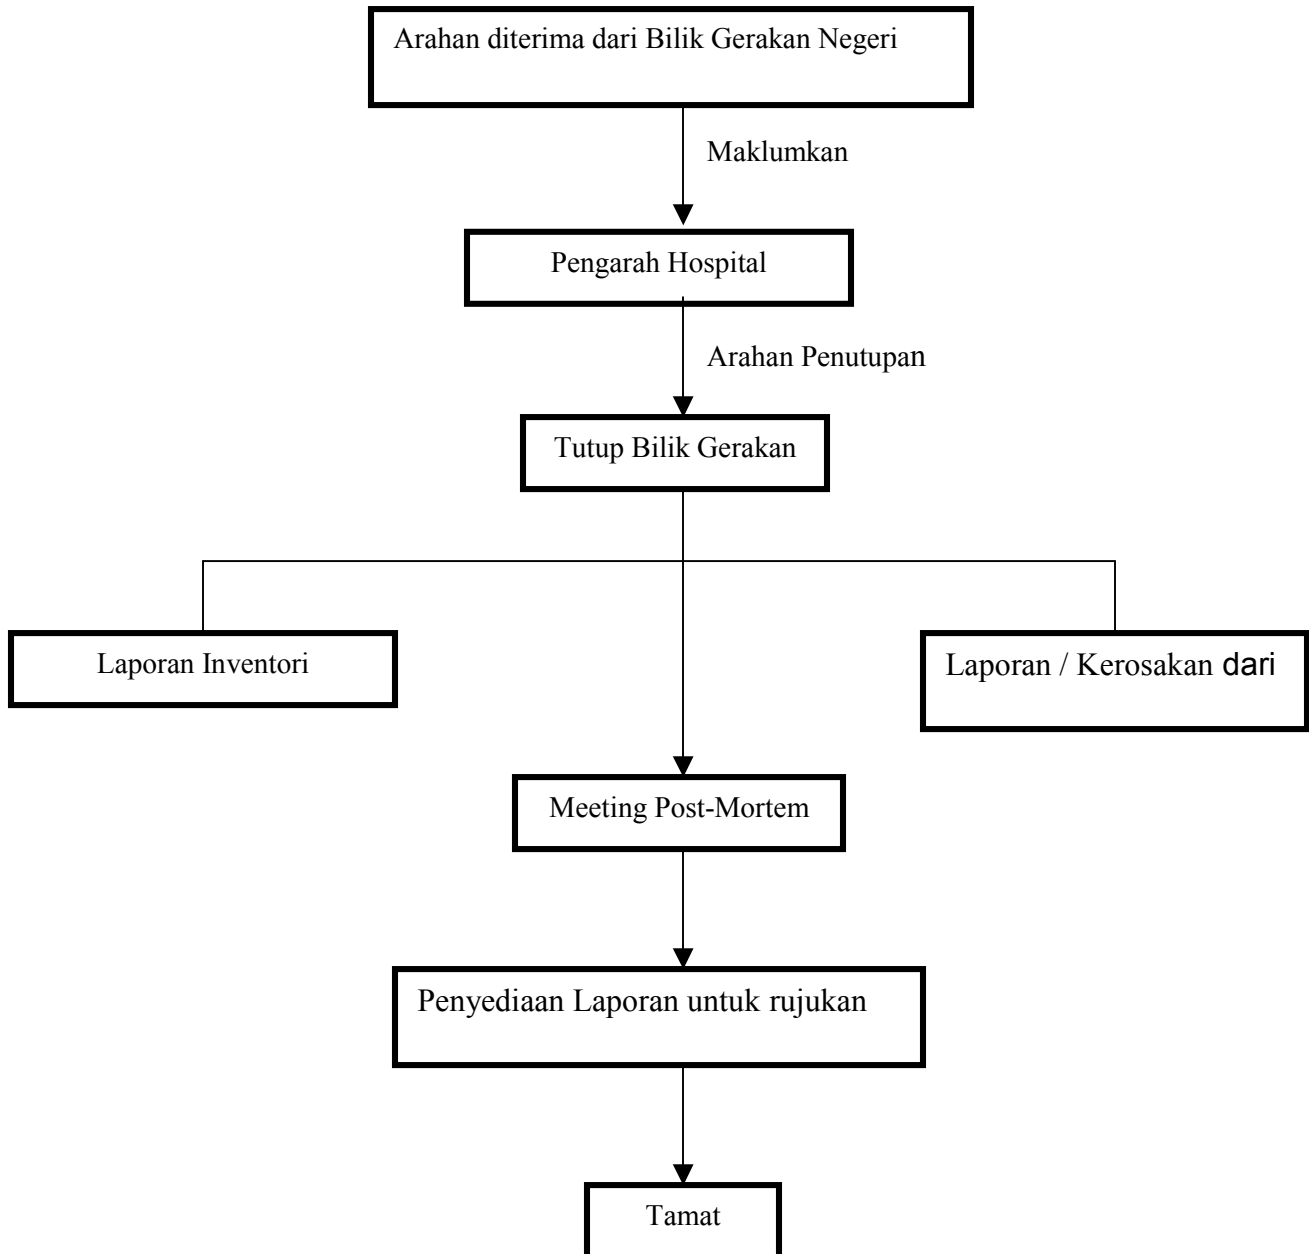 Arahan diterima dari Bilik Gerakan Negeri
Maklumkan
Pengarah Hospital
Arahan Penutupan
Tutup Bilik Gerakan
Laporan Inventori
Laporan / Kerosakan dari
Meeting Post-Mortem
Penyediaan Laporan untuk rujukan
Tamat